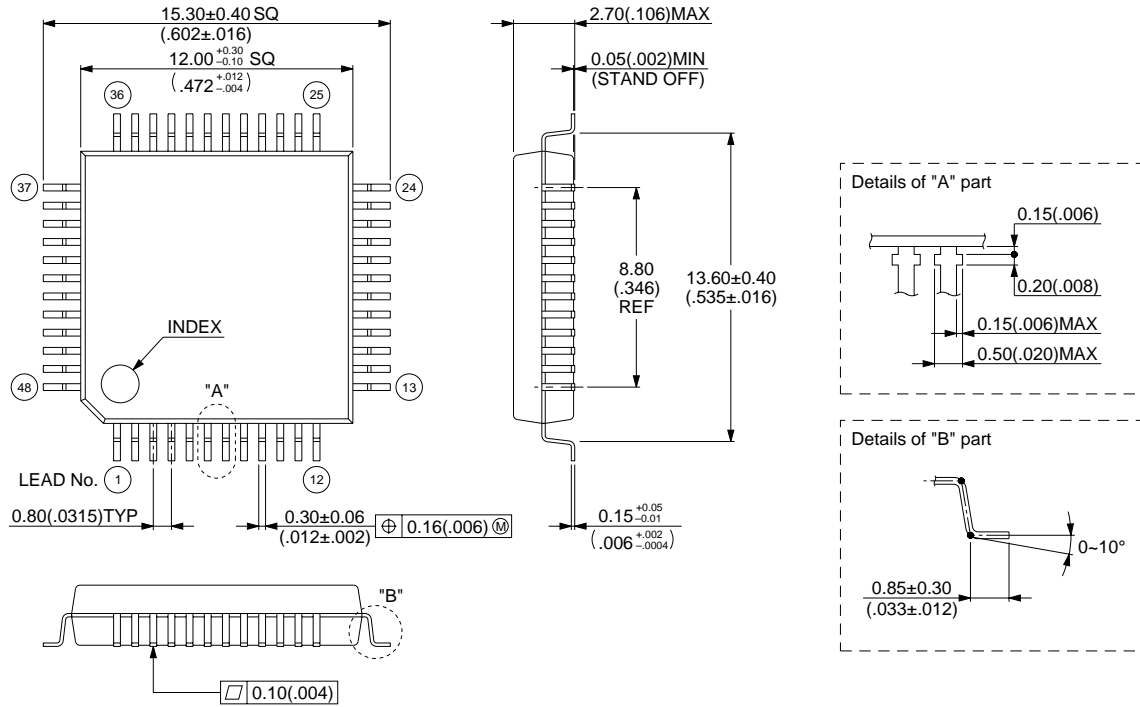 15.30±0.40 SQ
(.602±.016)
12.00 +0.30 –0.10 SQ
(.472 +.012 –.004)
36
25
37
24
INDEX
48
13
"A"
LEAD No. 1
12
0.80(.0315)TYP
0.30±0.06
(.012±.002)
⌖ 0.16(.006) Ⓜ
"B"
▱ 0.10(.004)
2.70(.106)MAX
0.05(.002)MIN
(STAND OFF)
8.80
(.346)
REF
13.60±0.40
(.535±.016)
0.15 +0.05 –0.01
(.006 +.002 –.0004)
Details of "A" part
0.15(.006)
0.20(.008)
0.15(.006)MAX
0.50(.020)MAX
Details of "B" part
0~10°
0.85±0.30
(.033±.012)